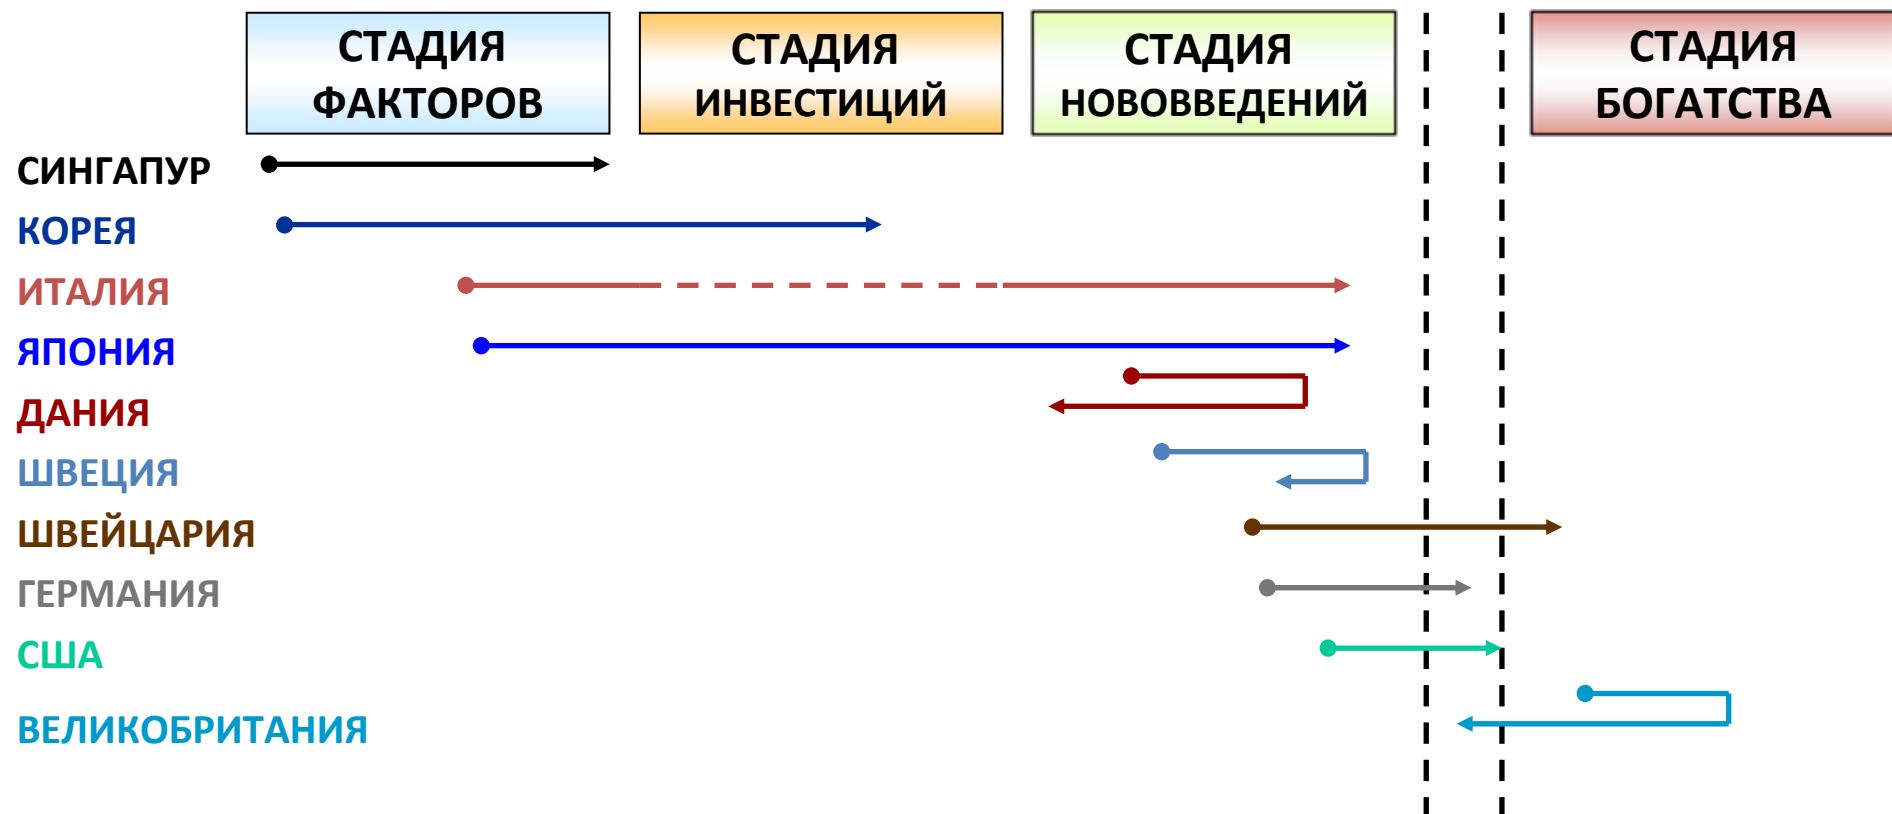 СТАДИЯ
ФАКТОРОВ
СТАДИЯ
ИНВЕСТИЦИЙ
СТАДИЯ
НОВОВВЕДЕНИЙ
СТАДИЯ
БОГАТСТВА
СИНГАПУР
КОРЕЯ
ИТАЛИЯ
ЯПОНИЯ
ДАНИЯ
ШВЕЦИЯ
ШВЕЙЦАРИЯ
ГЕРМАНИЯ
США
ВЕЛИКОБРИТАНИЯ